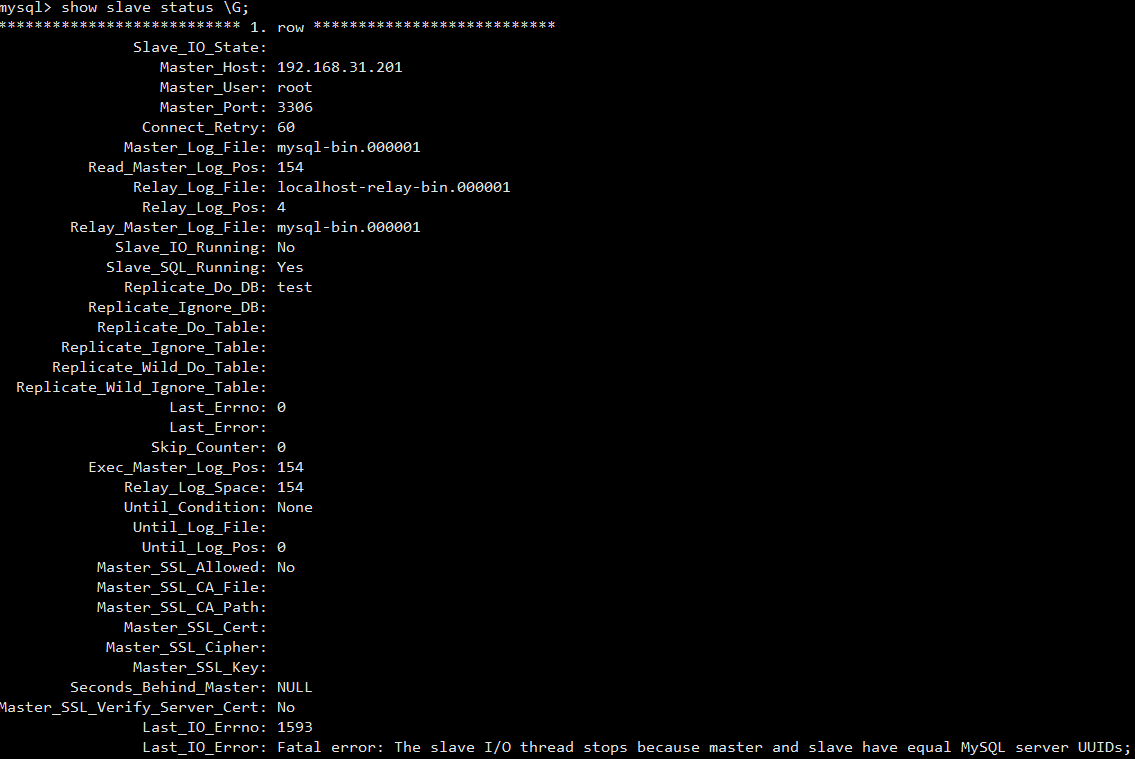 mysql> show slave status \G;
*************************** 1. row ***************************
Slave_IO_State:
Master_Host: 192.168.31.201
Master_User: root
Master_Port: 3306
Connect_Retry: 60
Master_Log_File: mysql-bin.000001
Read_Master_Log_Pos: 154
Relay_Log_File: localhost-relay-bin.000001
Relay_Log_Pos: 4
Relay_Master_Log_File: mysql-bin.000001
Slave_IO_Running: No
Slave_SQL_Running: Yes
Replicate_Do_DB: test
Replicate_Ignore_DB:
Replicate_Do_Table:
Replicate_Ignore_Table:
Replicate_Wild_Do_Table:
Replicate_Wild_Ignore_Table:
Last_Errno: 0
Last_Error:
Skip_Counter: 0
Exec_Master_Log_Pos: 154
Relay_Log_Space: 154
Until_Condition: None
Until_Log_File:
Until_Log_Pos: 0
Master_SSL_Allowed: No
Master_SSL_CA_File:
Master_SSL_CA_Path:
Master_SSL_Cert:
Master_SSL_Cipher:
Master_SSL_Key:
Seconds_Behind_Master: NULL
Master_SSL_Verify_Server_Cert: No
Last_IO_Errno: 1593
Last_IO_Error: Fatal error: The slave I/O thread stops because master and slave have equal MySQL server UUIDs;